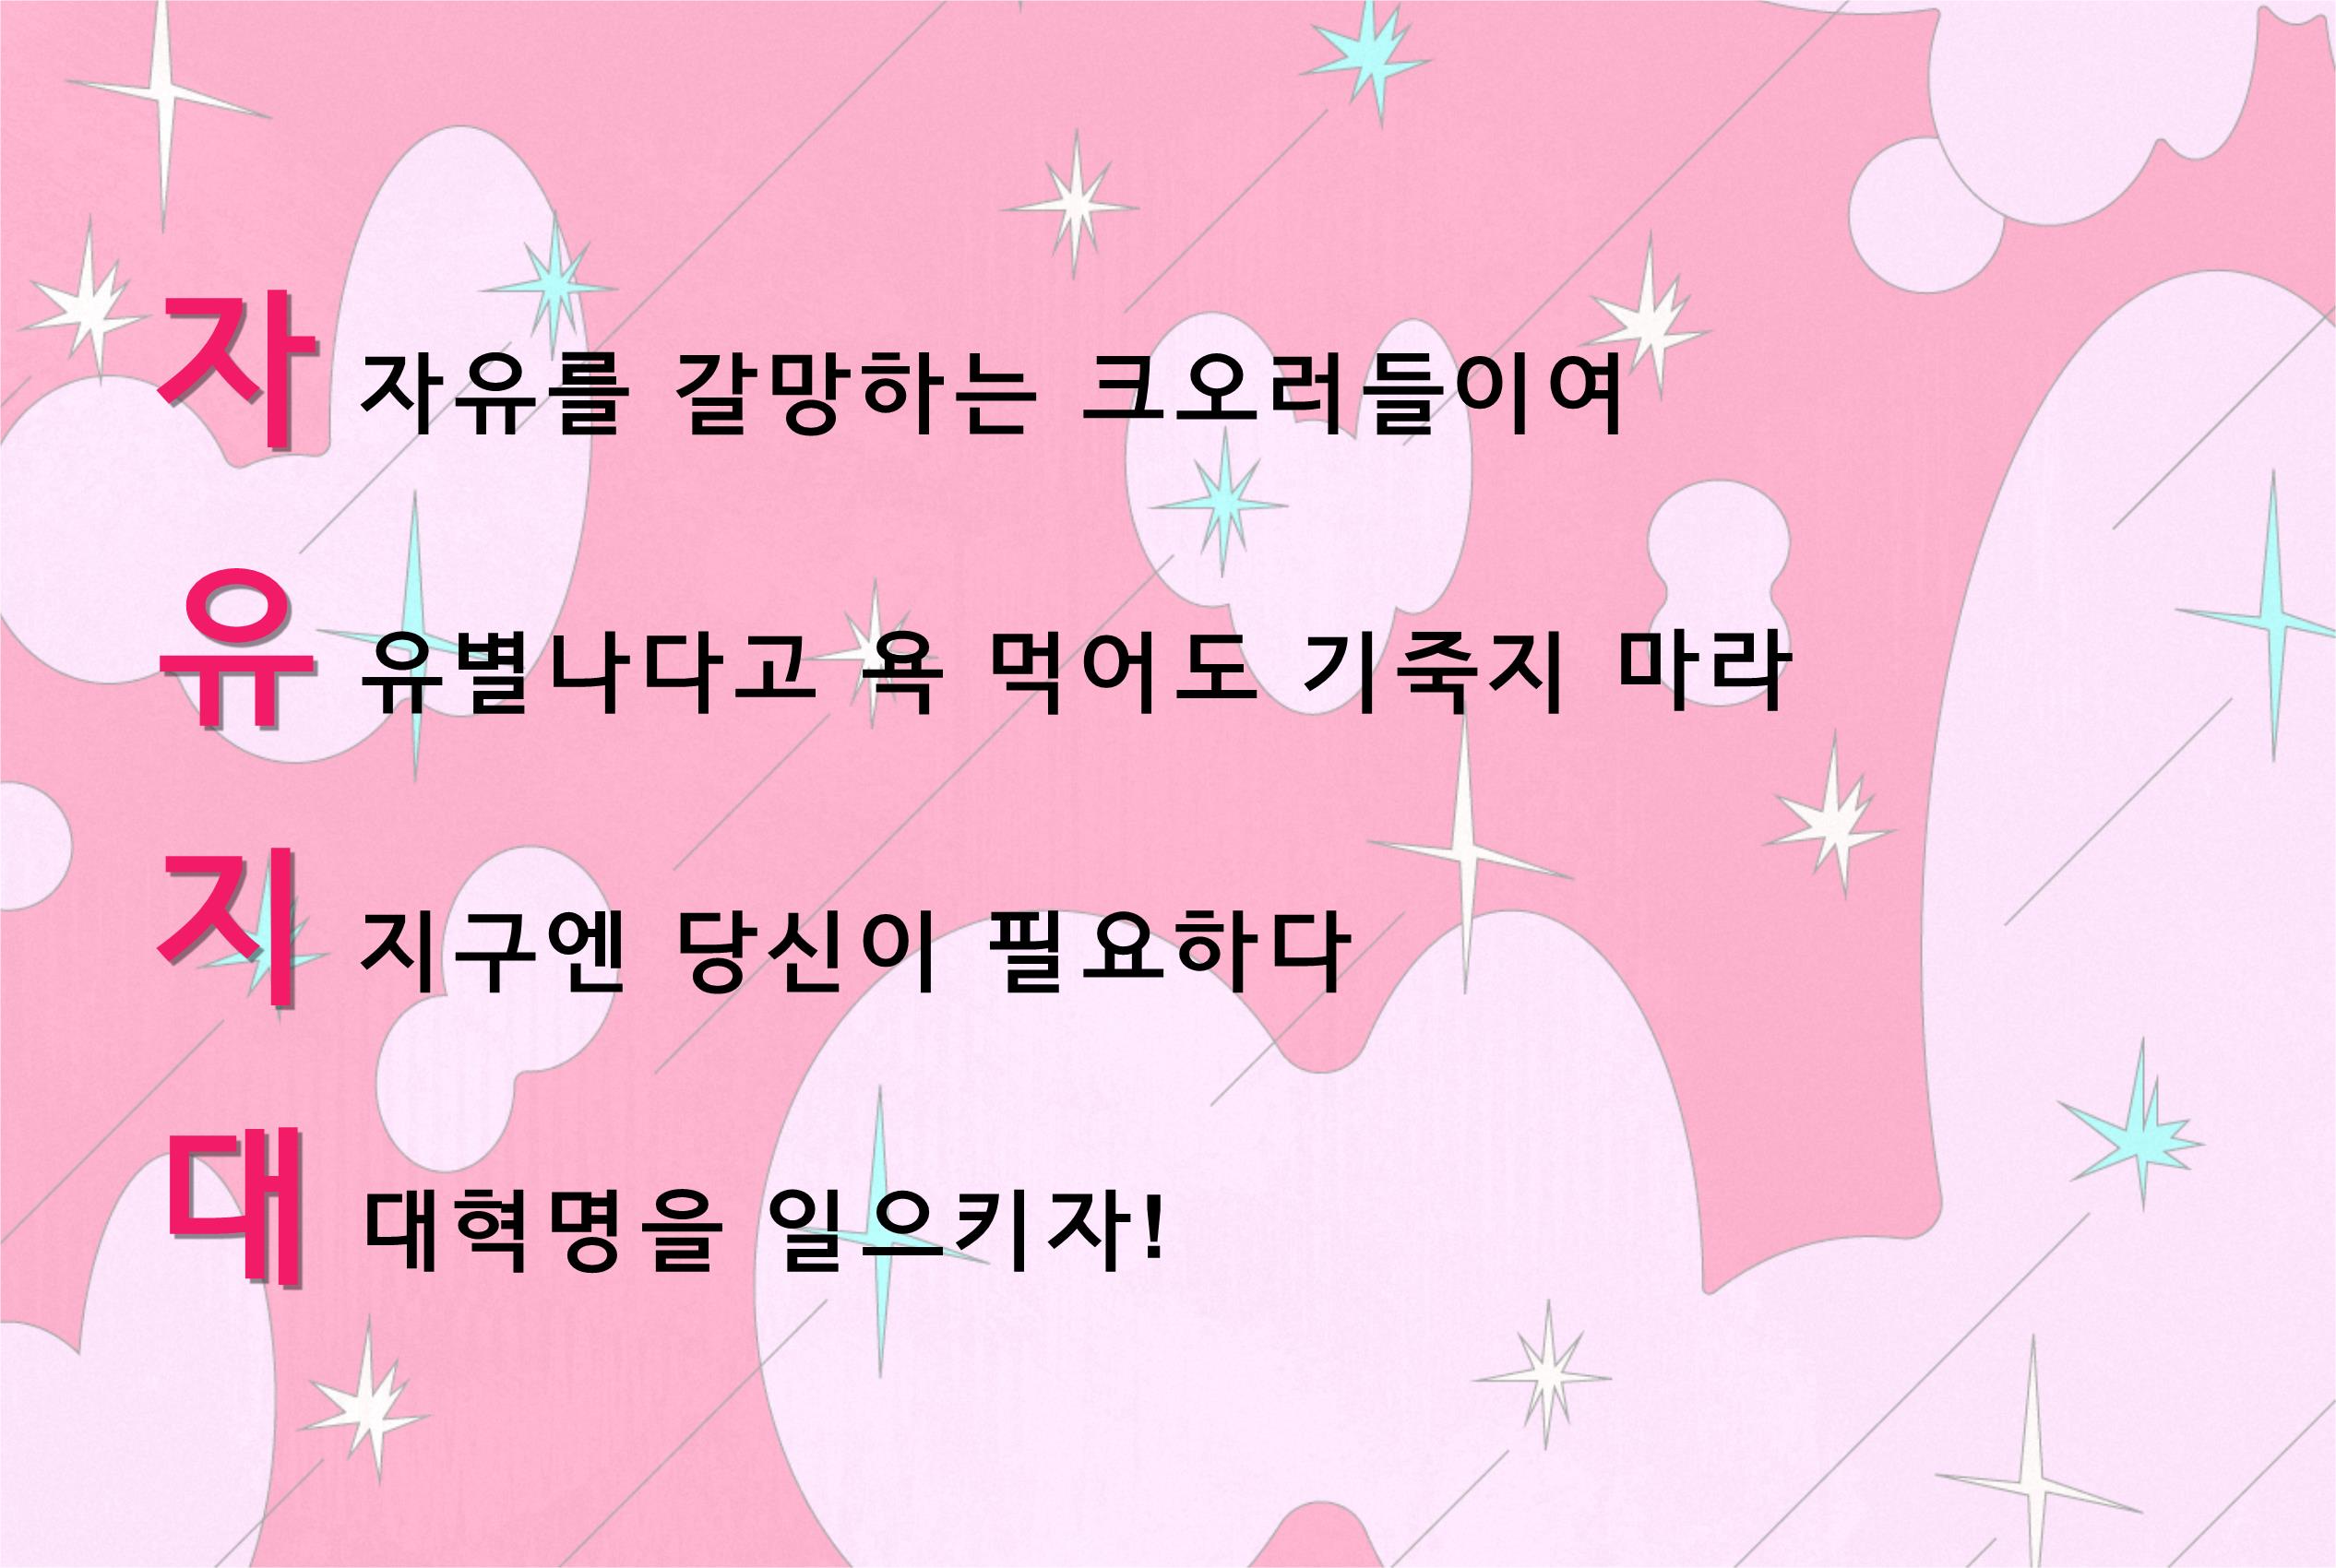 자 자유를 갈망하는 크오러들이여
유 유별나다고 욕 먹어도 기죽지 마라
지 지구엔 당신이 필요하다
대 대혁명을 일으키자!